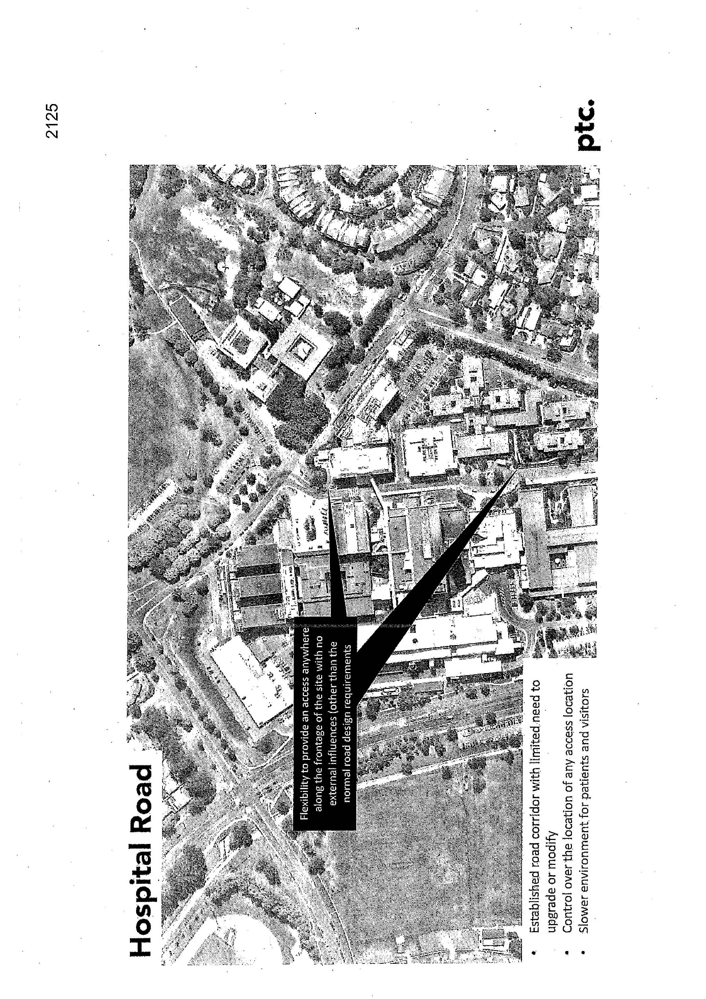 2125
Hospital Road
Flexibility to provide an access anywhere
along the frontage of the site with no
external influences (other than the
normal road design requirements
• Established road corridor with limited need to
upgrade or modify
• Control over the location of any access location
• Slower environment for patients and visitors
ptc.